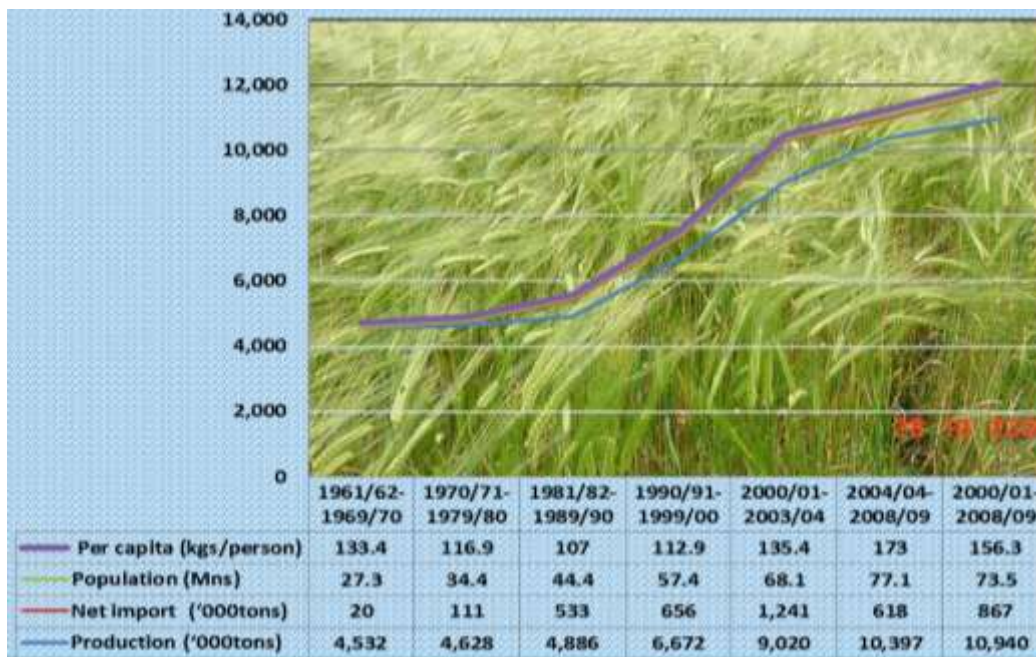 14,000
12,000
10,000
8,000
6,000
4,000
2,000
0
1961/62- 1970/71- 1981/82- 1990/91- 2000/01- 2004/04- 2000/01-
1969/70 1979/80 1989/90 1999/00 2003/04 2008/09 2008/09
Per capita (kgs/person) 133.4 116.9 107 112.9 135.4 173 156.3
Population (Mns) 27.3 34.4 44.4 57.4 68.1 77.1 73.5
Net import ('000tons) 20 111 533 656 1,241 618 867
Production ('000tons) 4,532 4,628 4,886 6,672 9,020 10,397 10,940